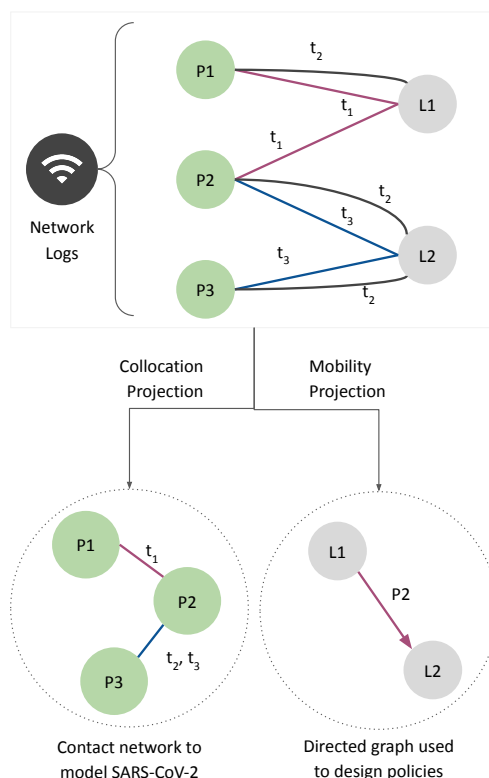 P1
t2
L1
t1
t1
P2
t2
t3
Network
Logs
L2
t3
P3
t2
Collocation
Projection
Mobility
Projection
P1
t1
P2
t2, t3
P3
L1
P2
L2
Contact network to
model SARS-CoV-2
Directed graph used
to design policies